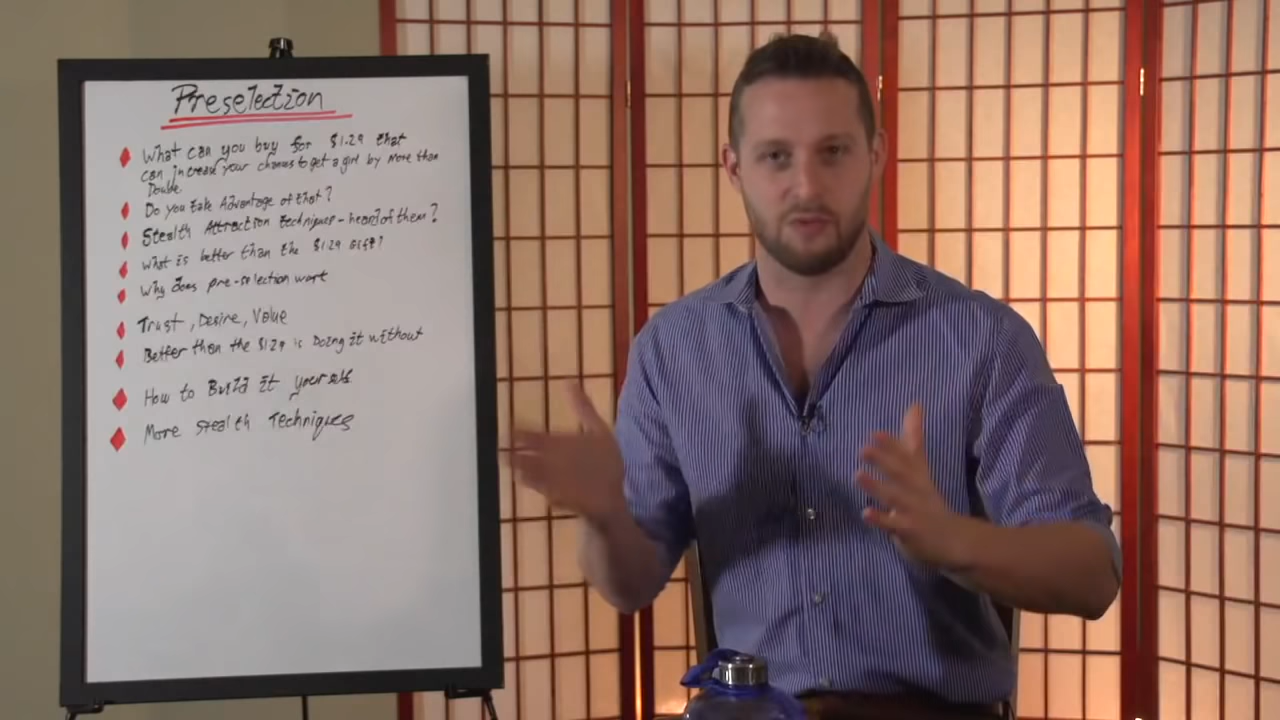 Preselection
What can you buy for $1.29 that
can increase your chances to get a girl by more than
Double
Do you take Advantage of that?
Stealth Attraction techniques - heard of them?
What is better than the $1.29 Gift?
Why does pre-selection work
Trust, Desire, Value
Better than the $1.29 is Doing it without
How to Build it yourself
More Stealth Techniques